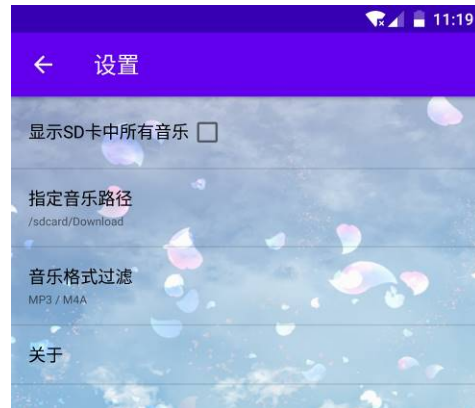 11:19
设置
显示SD卡中所有音乐
指定音乐路径
/sdcard/Download
音乐格式过滤
MP3 / M4A
关于